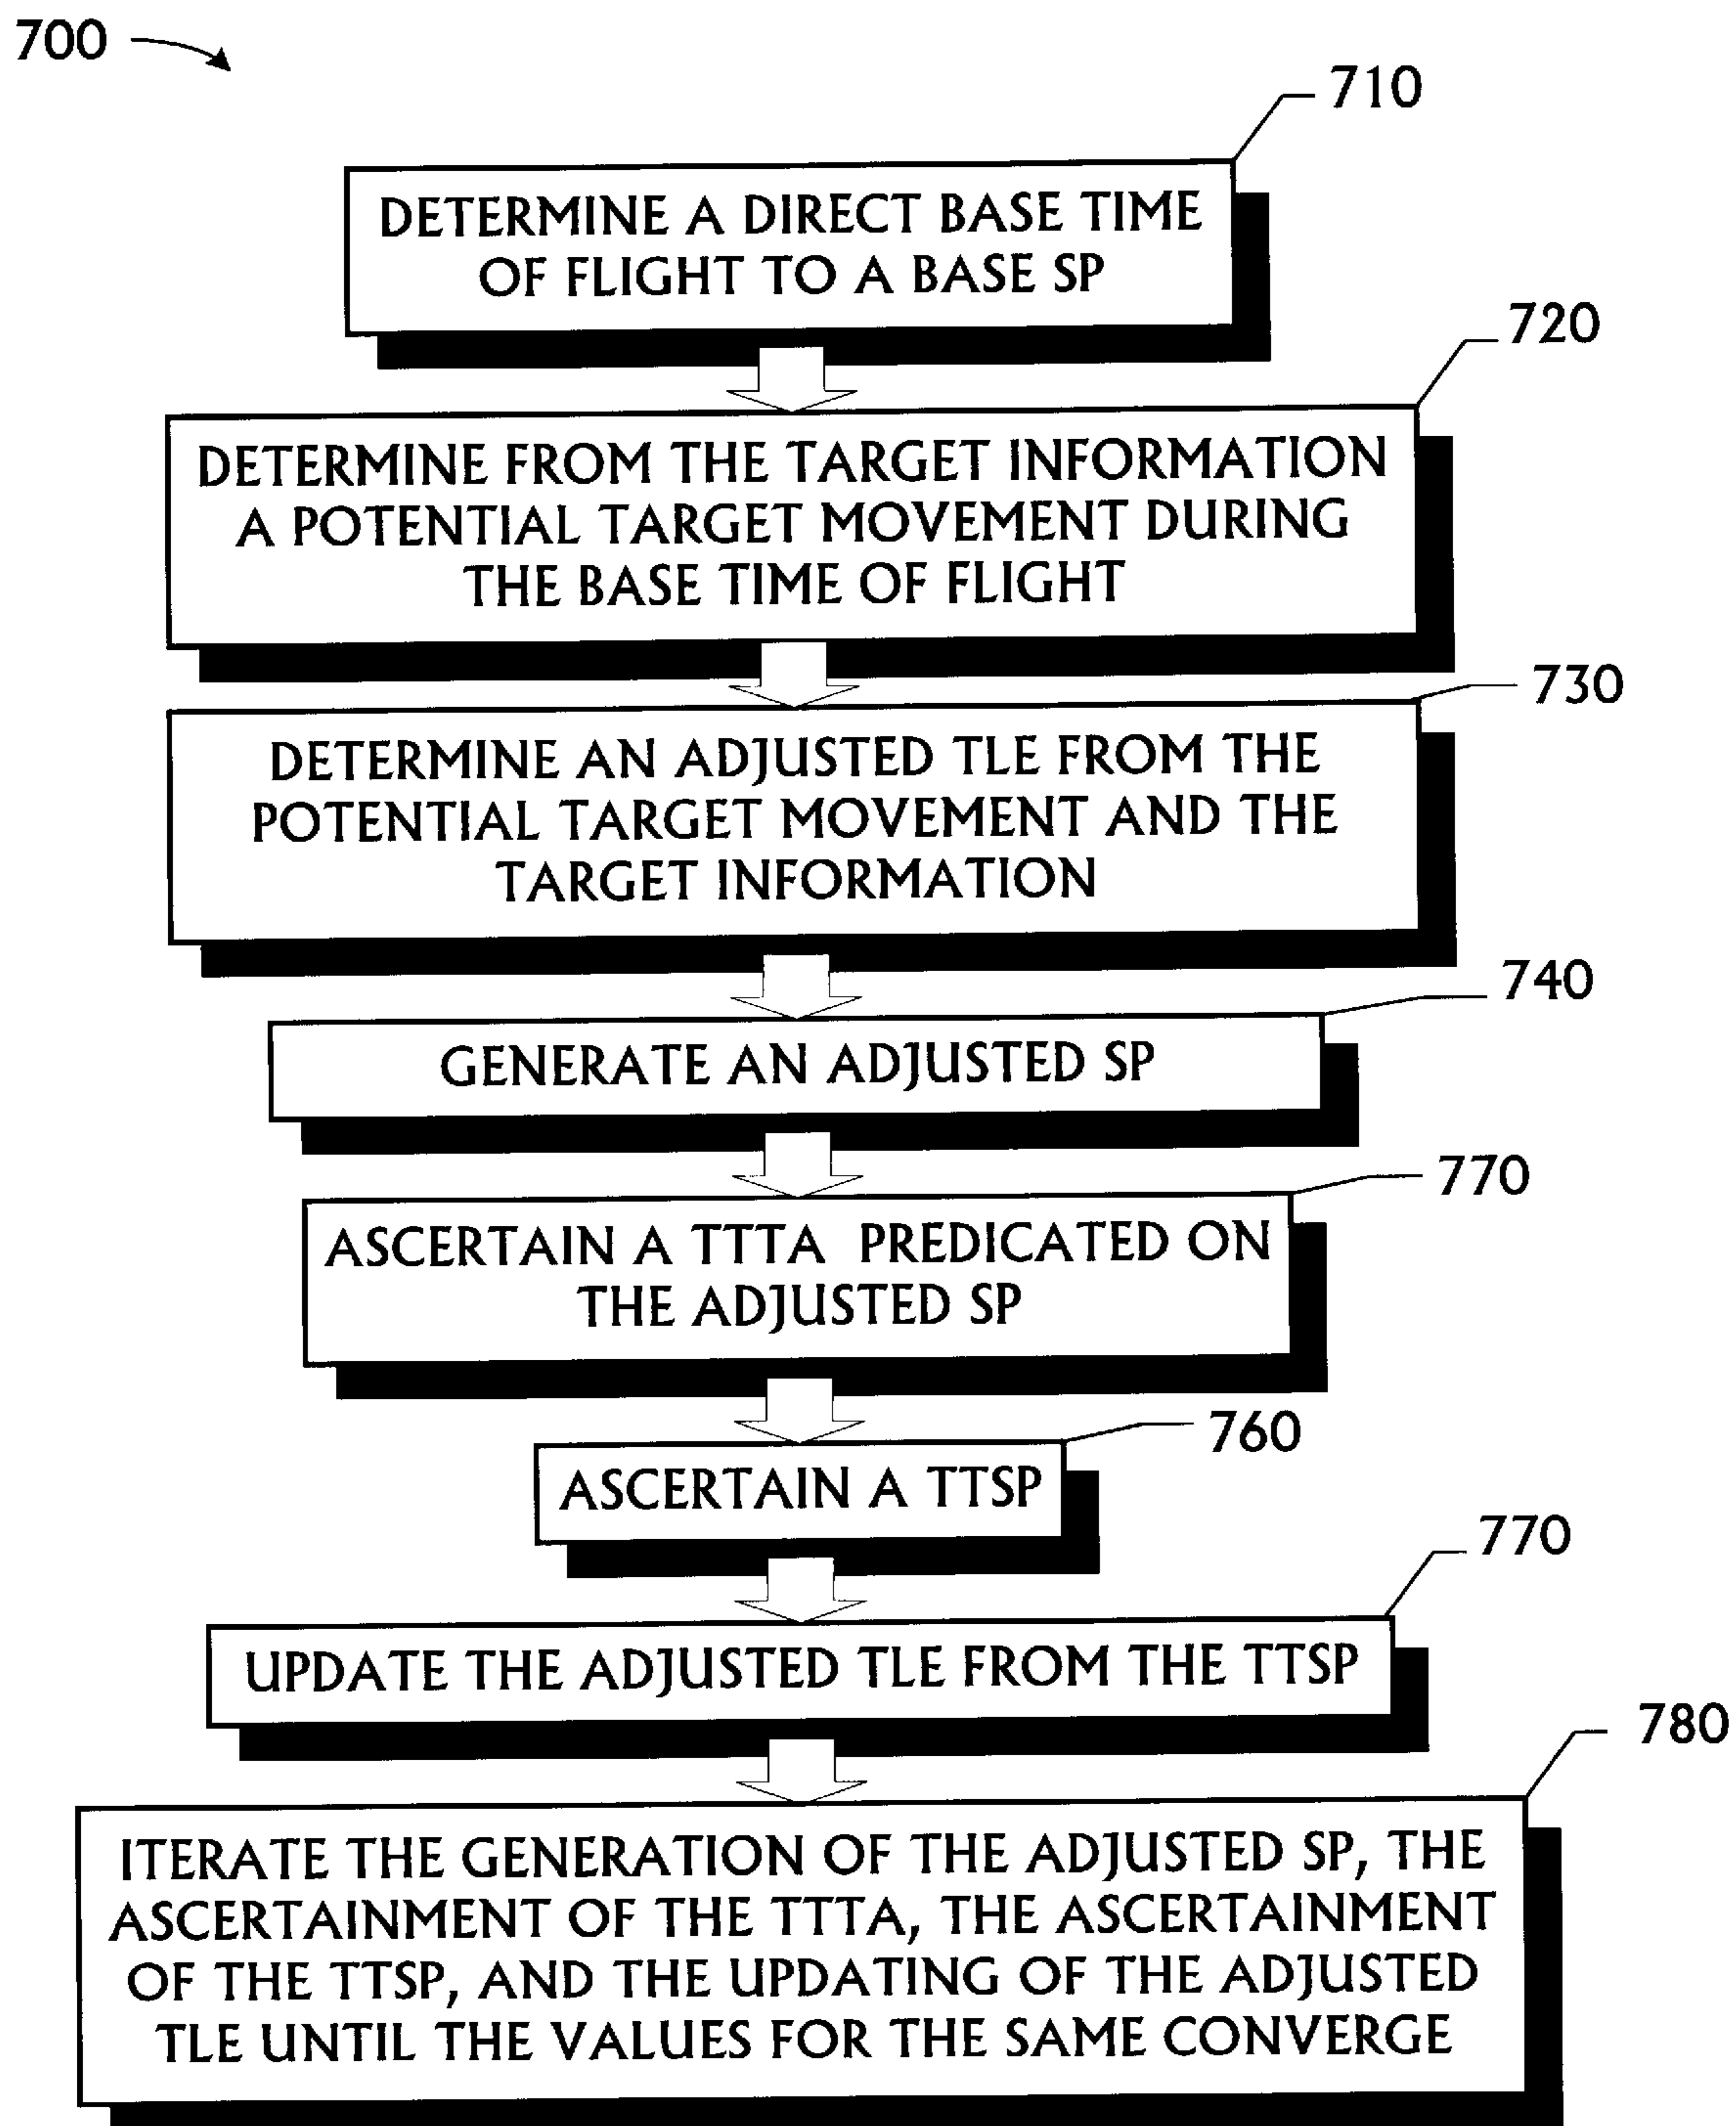 700
710
DETERMINE A DIRECT BASE TIME
OF FLIGHT TO A BASE SP
720
DETERMINE FROM THE TARGET INFORMATION
A POTENTIAL TARGET MOVEMENT DURING
THE BASE TIME OF FLIGHT
730
DETERMINE AN ADJUSTED TLE FROM THE
POTENTIAL TARGET MOVEMENT AND THE
TARGET INFORMATION
740
GENERATE AN ADJUSTED SP
770
ASCERTAIN A TTTA PREDICATED ON
THE ADJUSTED SP
760
ASCERTAIN A TTSP
770
UPDATE THE ADJUSTED TLE FROM THE TTSP
780
ITERATE THE GENERATION OF THE ADJUSTED SP, THE
ASCERTAINMENT OF THE TTTA, THE ASCERTAINMENT
OF THE TTSP, AND THE UPDATING OF THE ADJUSTED
TLE UNTIL THE VALUES FOR THE SAME CONVERGE